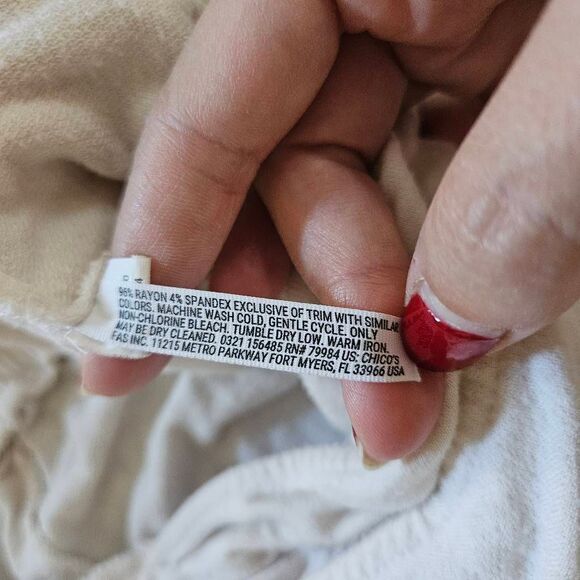 0
4
96% RAYON 4% SPANDEX EXCLUSIVE OF TRIM WITH SIMILAR
COLORS. MACHINE WASH COLD, GENTLE CYCLE. ONLY
NON-CHLORINE BLEACH. TUMBLE DRY LOW. WARM IRON.
MAY BE DRY CLEANED. 0321 156485 RN# 79984 US: CHICO'S
FAS INC. 11215 METRO PARKWAY FORT MYERS, FL 33966 USA